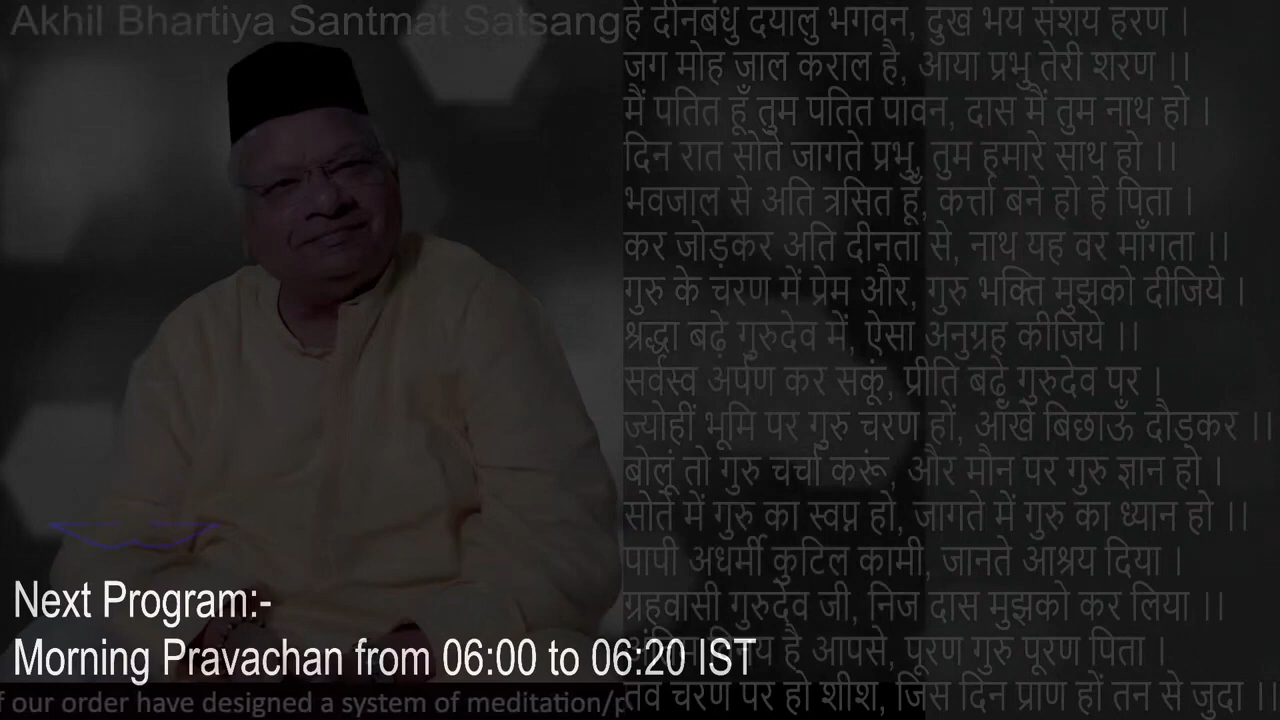 Akhil Bhartiya Santmat Satsang
हे दीनबंधु दयालु भगवन, दुख भय संशय हरण ।
जग मोह जाल कराल है, आया प्रभु तेरी शरण ।।
मैं पतित हूँ तुम पतित पावन, दास मैं तुम नाथ हो ।
दिन रात सोते जागते प्रभु, तुम हमारे साथ हो ।।
भवजाल से अति त्रसित हूँ, कर्त्ता बने हो हे पिता ।
कर जोड़कर अति दीनता से, नाथ यह वर माँगता ।।
गुरु के चरण में प्रेम और, गुरु भक्ति मुझको दीजिये ।
श्रद्धा बढ़े गुरुदेव में, ऐसा अनुग्रह कीजिये ।।
सर्वस्व अर्पण कर सकूं, प्रीति बढ़े गुरुदेव पर ।
ज्योहीं भूमि पर गुरु चरण हों, आँखें बिछाऊँ दौड़कर ।।
बोलूं तो गुरु चर्चा करूं, और मौन पर गुरु ज्ञान हो ।
सोते में गुरु का स्वप्न हो, जागते में गुरु का ध्यान हो ।।
पापी अधर्मी कुटिल कामी, जानते आश्रय दिया ।
ग्रहवासी गुरुदेव जी, निज दास मुझको कर लिया ।।
है आपसे, पूरण गुरु पूरण पिता ।
तव चरण पर हो शीश, जिस दिन प्राण हों तन से जुदा ।।
Next Program:-
Morning Pravachan from 06:00 to 06:20 IST
f our order have designed a system of meditation/p